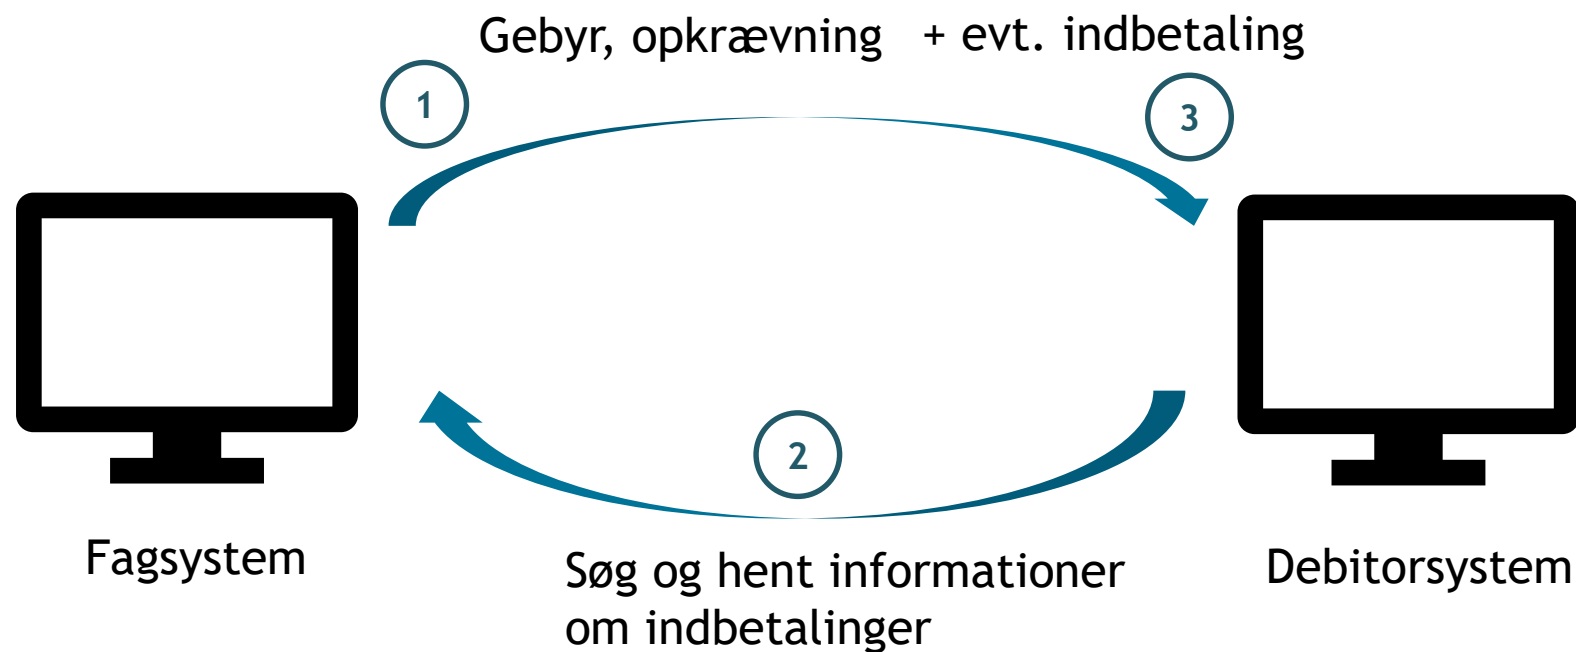 Gebyr, opkrævning + evt. indbetaling
1
3
2
Fagsystem
Søg og hent informationer
om indbetalinger
Debitorsystem